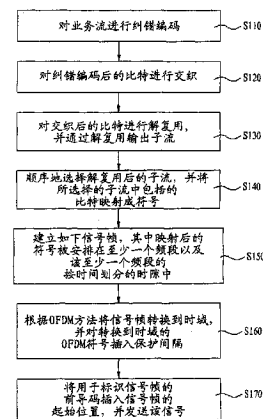 对业务流进行纠错编码
S110
对纠错编码后的比特进行交织
S120
对交织后的比特进行解复用，
并通过解复用输出子流
S130
顺序地选择解复用后的子流，并将
所选择的子流中包括的
比特映射成符号
S140
建立如下信号帧，其中映射后的
符号被安排在至少一个频段以及
该至少一个频段的
按时间划分的时隙中
S150
根据OFDM方法将信号帧转换到时域，
并对转换到时域的
OFDM符号插入保护间隔
S160
将用于标识信号帧的
前导码插入信号帧的
起始位置，并发送该信号
S170